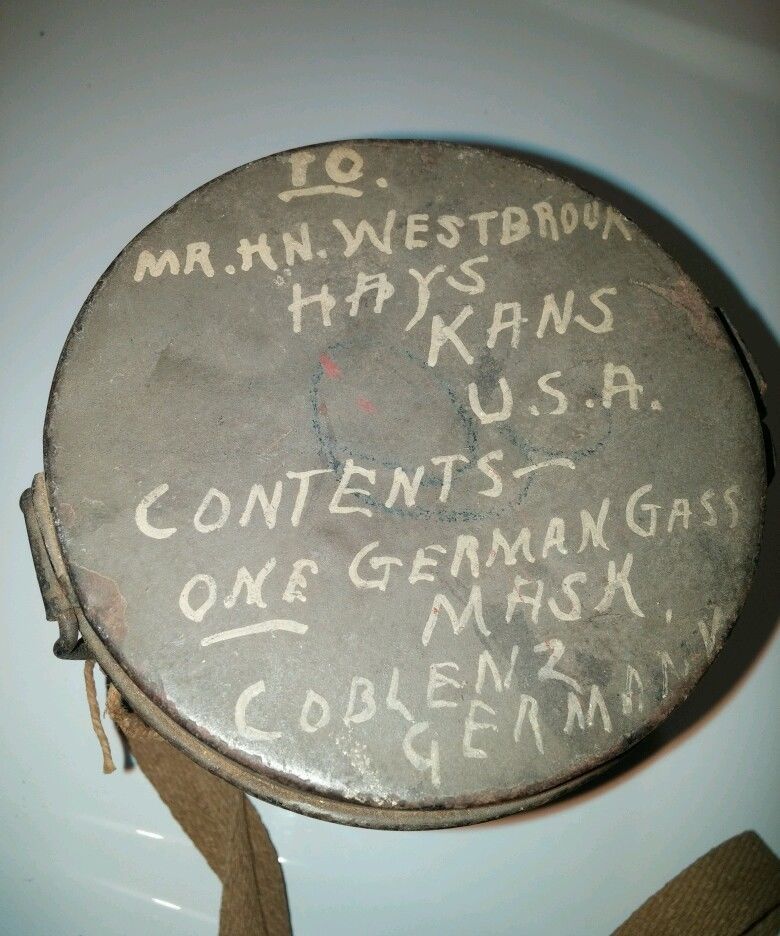 TO.
MR. H.N. WESTBROOK
HAYS
KANS
U.S.A.
CONTENTS—
ONE GERMAN GASS
MASK.
COBLENZ
GERMANY